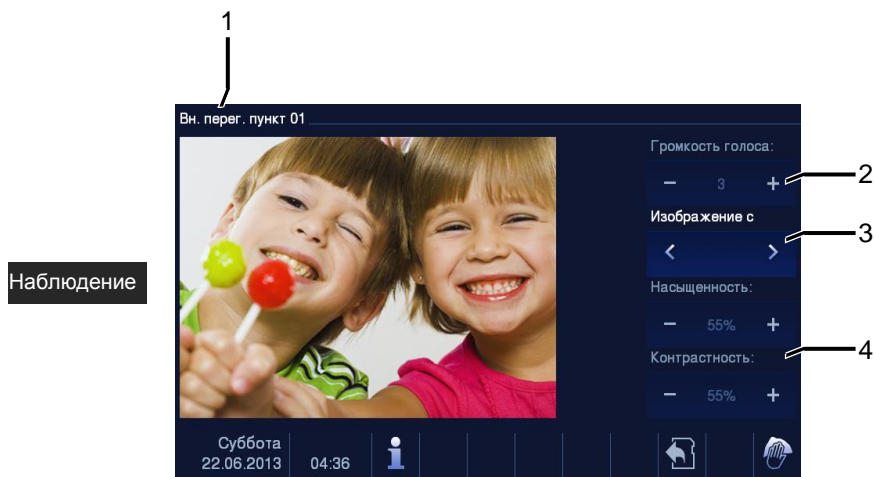 1
Вн. перег. пункт 01
Громкость голоса:
− 3 +
2
Изображение с
< >
3
Наблюдение
Насыщенность:
− 55% +
Контрастность:
4
− 55% +
Суббота
22.06.2013 04:36 i